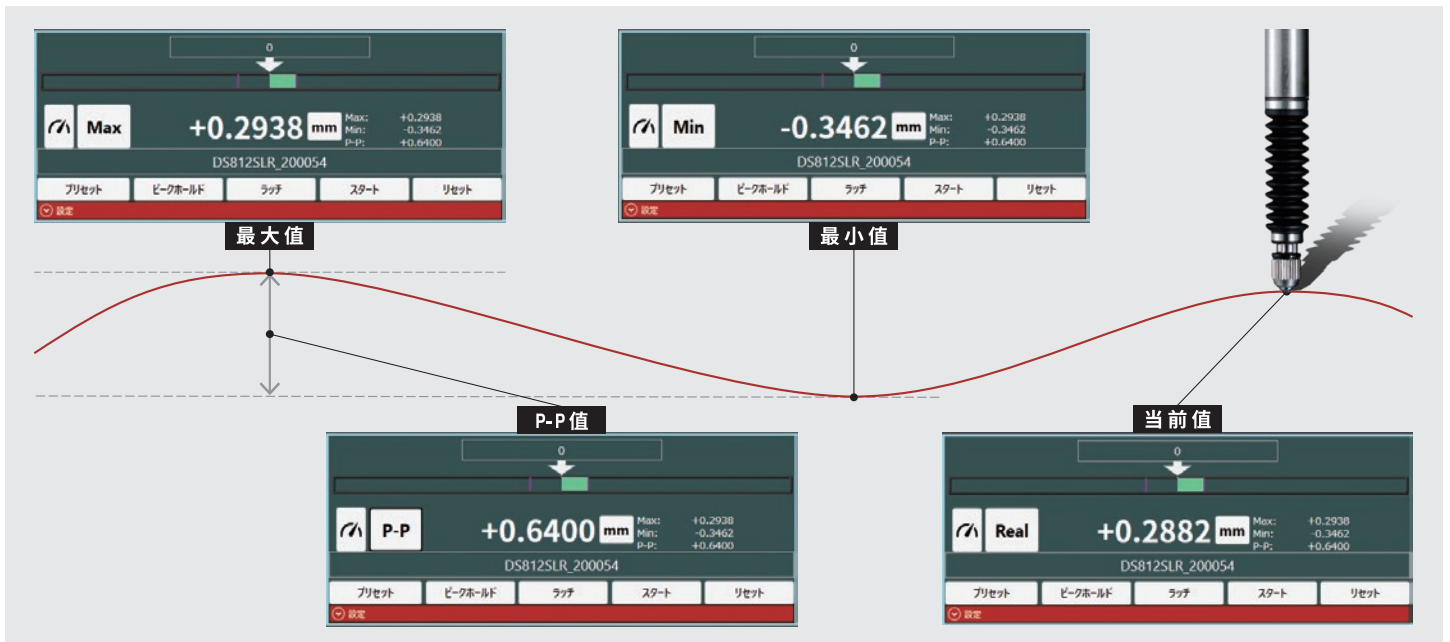 0
Max
+0.2938 mm
Max: +0.2938
Min: -0.3462
P-P: +0.6400
DS812SLR_200054
プリセット ピークホールド ラッチ スタート リセット
設定
最大值
0
Min
-0.3462 mm
Max: +0.2938
Min: -0.3462
P-P: +0.6400
DS812SLR_200054
プリセット ピークホールド ラッチ スタート リセット
設定
最小值
P-P值
0
P-P
+0.6400 mm
Max: +0.2938
Min: -0.3462
P-P: +0.6400
DS812SLR_200054
プリセット ピークホールド ラッチ スタート リセット
設定
当前值
0
Real
+0.2882 mm
Max: +0.2938
Min: -0.3462
P-P: +0.6400
DS812SLR_200054
プリセット ピークホールド ラッチ スタート リセット
設定